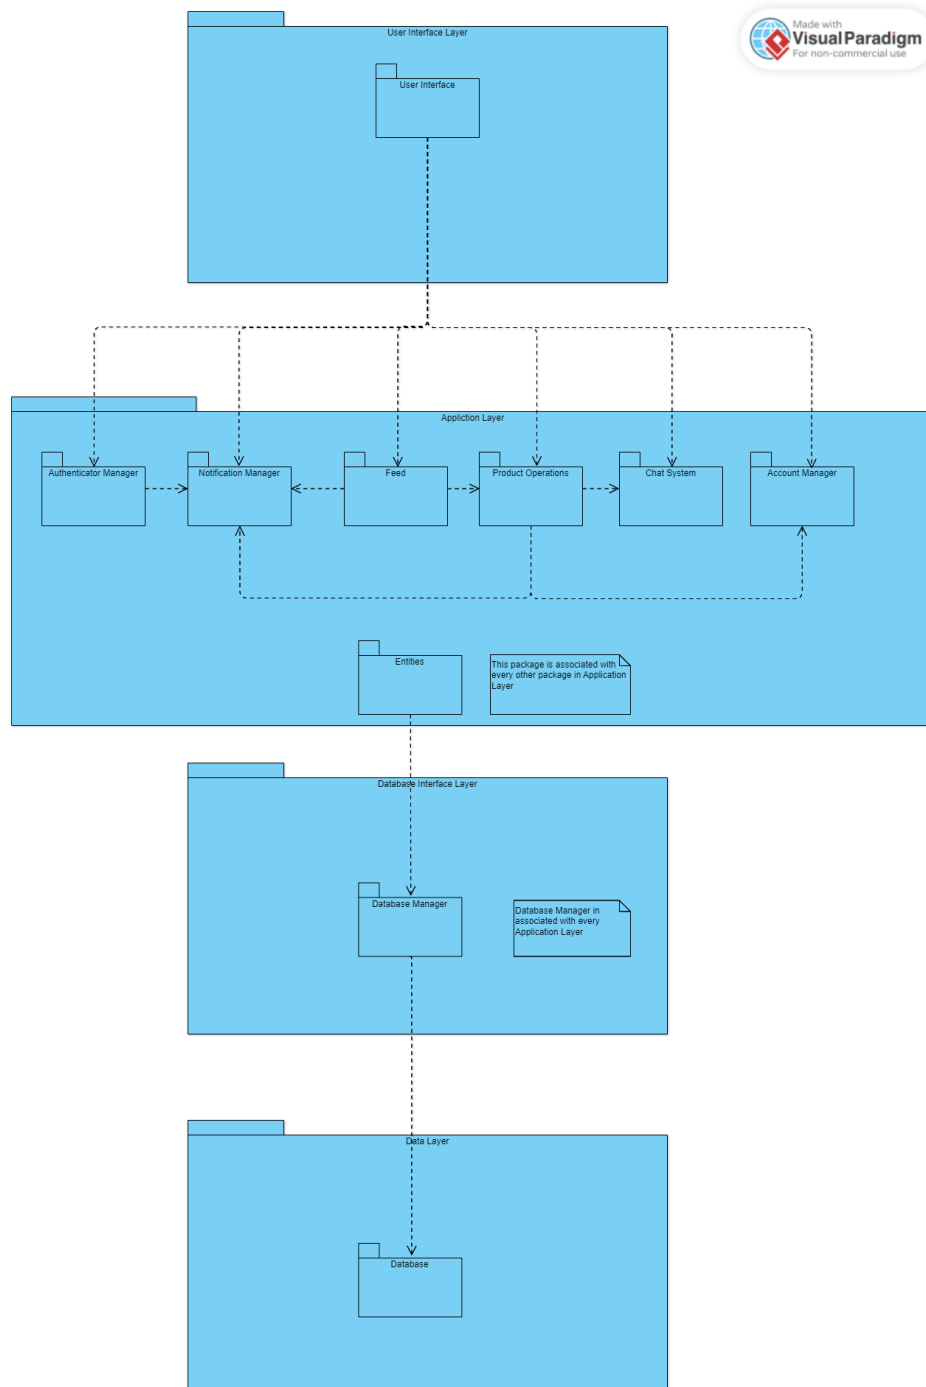 Made with
Visual Paradigm
For non-commercial use
User Interface Layer
User Interface
Appliction Layer
Authenticator Manager
Notification Manager
Feed
Product Operations
Chat System
Account Manager
Entities
This package is associated with
every other package in Application
Layer
Database Interface Layer
Database Manager
Database Manager in
associated with every
Application Layer
Data Layer
Database